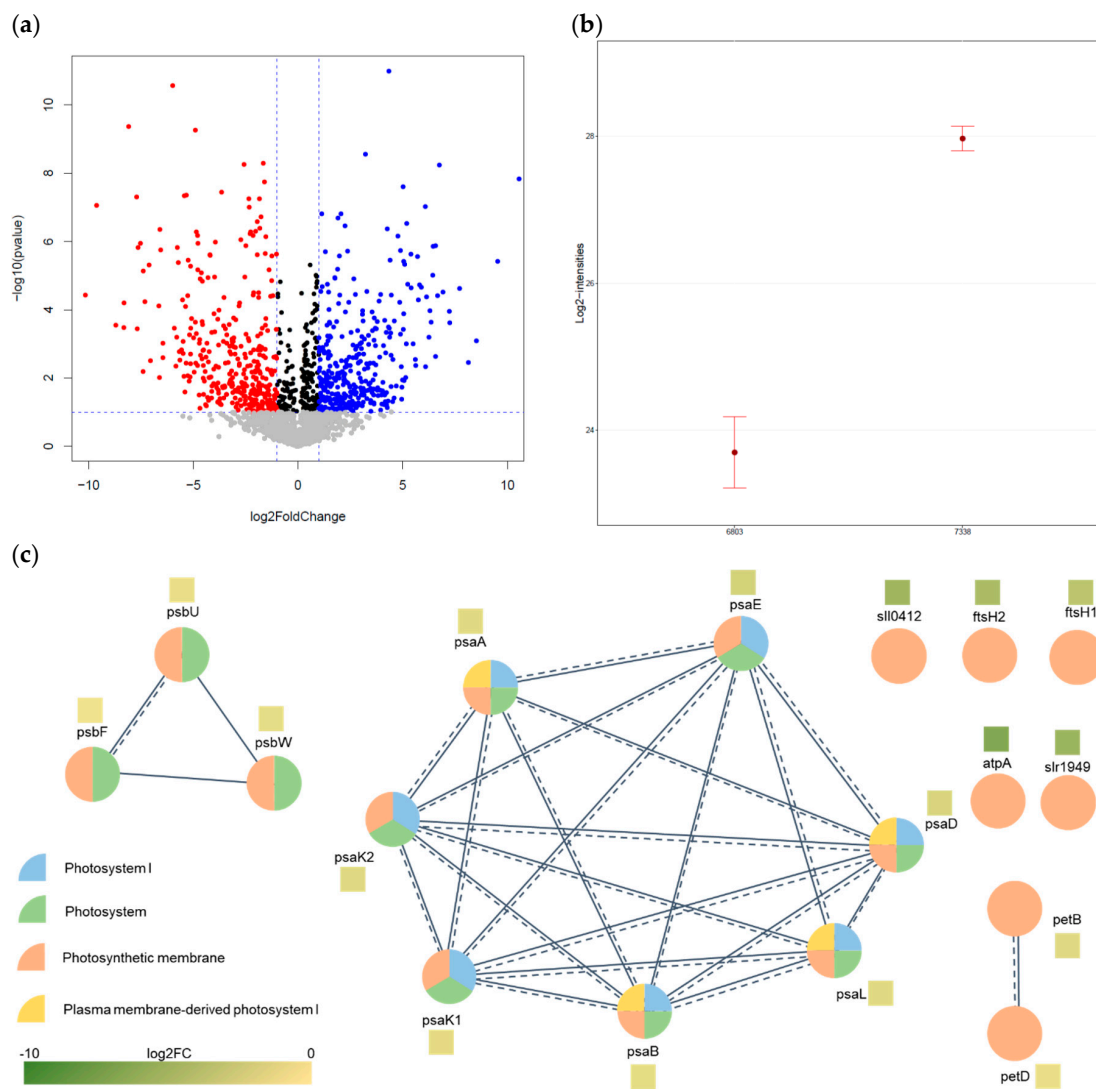 (a)
10
8
6
4
2
0
−log10(pvalue)
−10
−5
0
5
10
log2FoldChange
(b)
28
26
24
Log2−intensities
6803
7338
(c)
psbU
psbF
psbW
psaA
psaE
psaK2
psaD
psaK1
psaL
psaB
sll0412
ftsH2
ftsH1
atpA
slr1949
petB
petD
Photosystem I
Photosystem
Photosynthetic membrane
Plasma membrane-derived photosystem I
-10
log2FC
0